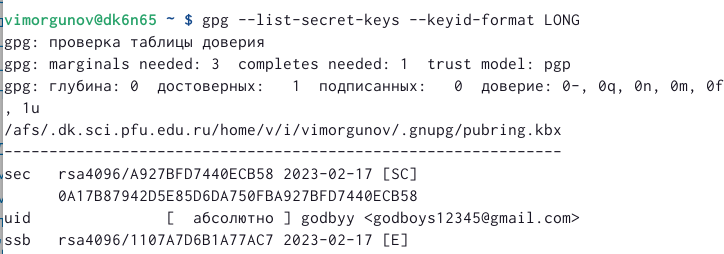 vimorgunov@dk6n65 ~ $ gpg --list-secret-keys --keyid-format LONG
gpg: проверка таблицы доверия
gpg: marginals needed: 3  completes needed: 1  trust model: pgp
gpg: глубина: 0  достоверных:   1  подписанных:   0  доверие: 0-, 0q, 0n, 0m, 0f
, 1u
/afs/.dk.sci.pfu.edu.ru/home/v/i/vimorgunov/.gnupg/pubring.kbx
--------------------------------------------------------------
sec   rsa4096/A927BFD7440ECB58 2023-02-17 [SC]
      0A17B87942D5E85D6DA750FBA927BFD7440ECB58
uid              [  абсолютно ] godbyy <godboys12345@gmail.com>
ssb   rsa4096/1107A7D6B1A77AC7 2023-02-17 [E]